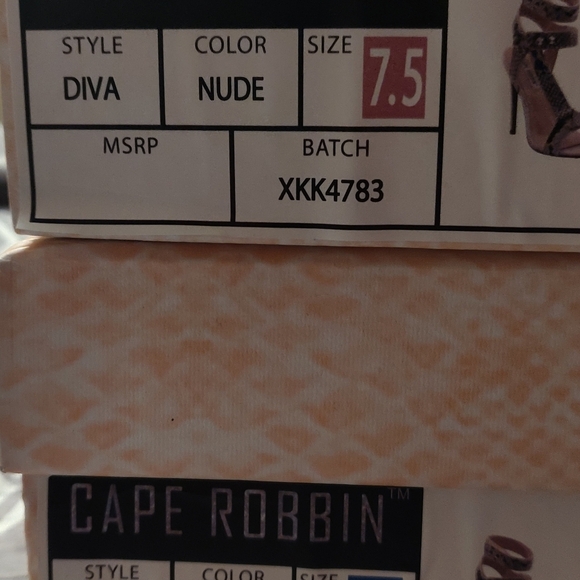 STYLE COLOR SIZE 7.5
DIVA NUDE
MSRP BATCH
XKK4783
CAPE ROBBIN™
STYLE COLOR SIZE